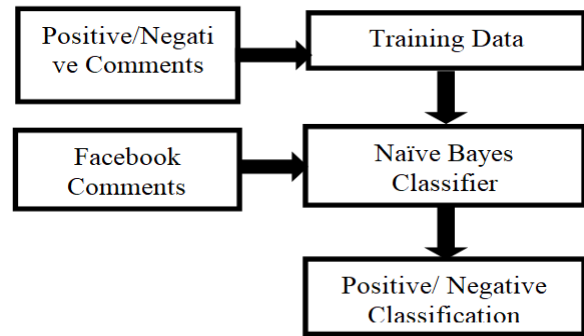 Positive/Negati
ve Comments
Training Data
Facebook
Comments
Naïve Bayes
Classifier
Positive/ Negative
Classification